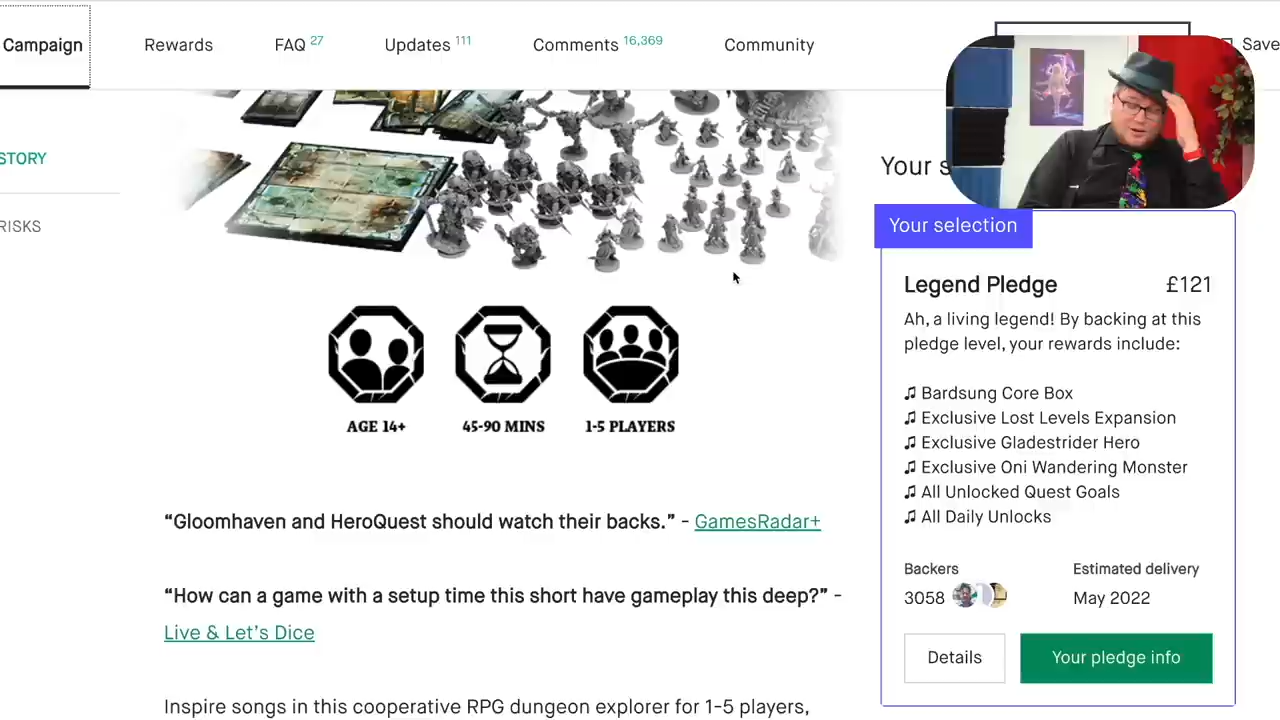 Campaign
Rewards
FAQ 27
Updates 111
Comments 16,369
Community
Save
STORY
RISKS
AGE 14+
45-90 MINS
1-5 PLAYERS
“Gloomhaven and HeroQuest should watch their backs.” - GamesRadar+
“How can a game with a setup time this short have gameplay this deep?” -
Live & Let’s Dice
Inspire songs in this cooperative RPG dungeon explorer for 1-5 players,
Your
Your selection
Legend Pledge £121
Ah, a living legend! By backing at this
pledge level, your rewards include:
♫ Bardsung Core Box
♫ Exclusive Lost Levels Expansion
♫ Exclusive Gladestrider Hero
♫ Exclusive Oni Wandering Monster
♫ All Unlocked Quest Goals
♫ All Daily Unlocks
Backers
3058
Estimated delivery
May 2022
Details
Your pledge info